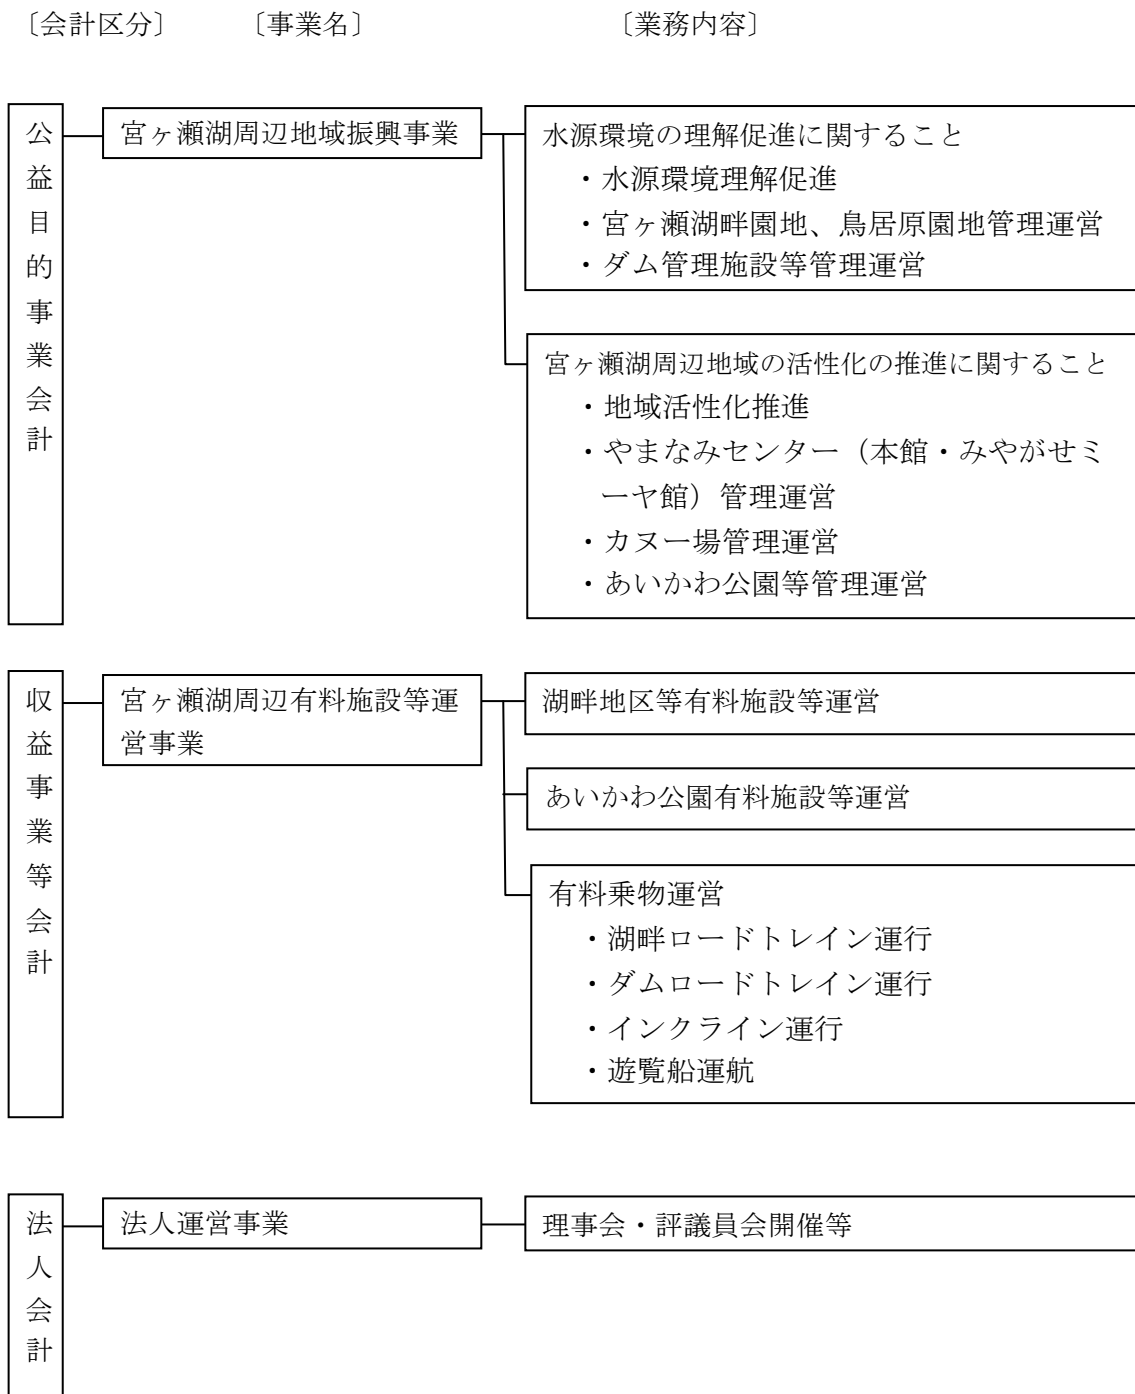 〔会計区分〕 〔事業名〕 〔業務内容〕
公益目的事業会計
宮ヶ瀬湖周辺地域振興事業
水源環境の理解促進に関すること
・水源環境理解促進
・宮ヶ瀬湖畔園地、鳥居原園地管理運営
・ダム管理施設等管理運営
宮ヶ瀬湖周辺地域の活性化の推進に関すること
・地域活性化推進
・やまなみセンター（本館・みやがせミ
ーヤ館）管理運営
・カヌー場管理運営
・あいかわ公園等管理運営
収益事業等会計
宮ヶ瀬湖周辺有料施設等運
営事業
湖畔地区等有料施設等運営
あいかわ公園有料施設等運営
有料乗物運営
・湖畔ロードトレイン運行
・ダムロードトレイン運行
・インクライン運行
・遊覧船運航
法人会計
法人運営事業
理事会・評議員会開催等